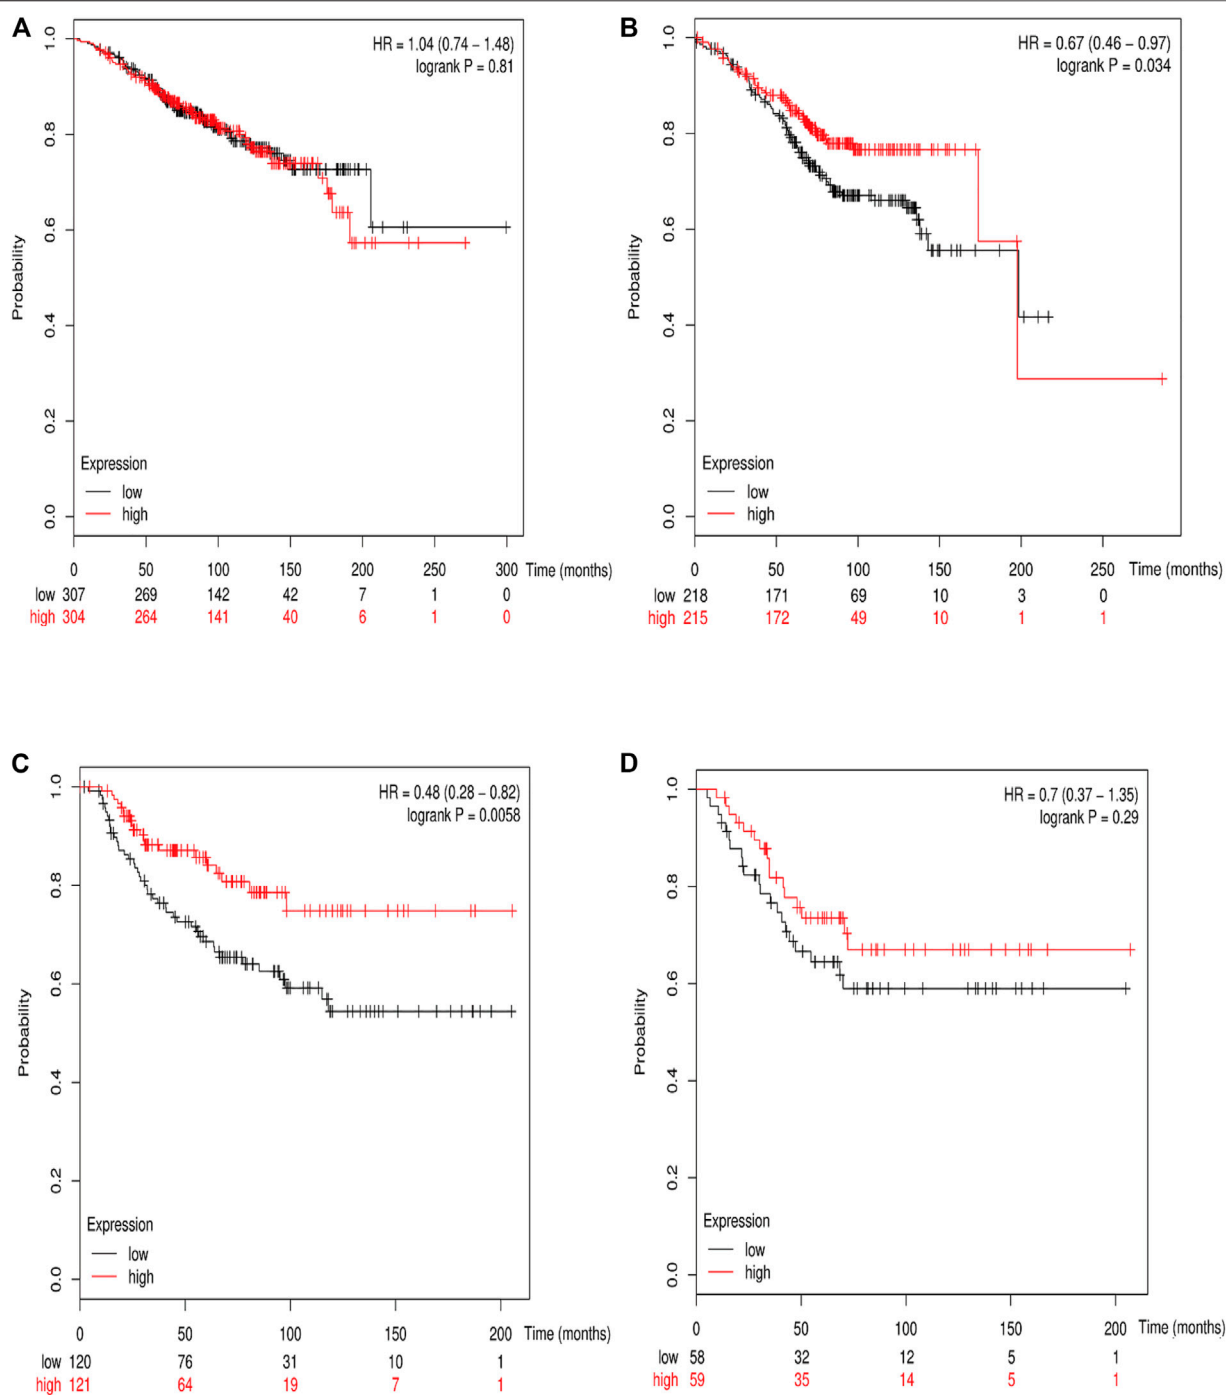 A
HR = 1.04 (0.74 – 1.48)
logrank P = 0.81
Probability
0.0 0.2 0.4 0.6 0.8 1.0
Expression
low
high
0 50 100 150 200 250 300 Time (months)
low 307 269 142 42 7 1 0
high 304 264 141 40 6 1 0
B
HR = 0.67 (0.46 – 0.97)
logrank P = 0.034
Probability
0.0 0.2 0.4 0.6 0.8 1.0
Expression
low
high
0 50 100 150 200 250 Time (months)
low 218 171 69 10 3 0
high 215 172 49 10 1 1
C
HR = 0.48 (0.28 – 0.82)
logrank P = 0.0058
Probability
0.0 0.2 0.4 0.6 0.8 1.0
Expression
low
high
0 50 100 150 200 Time (months)
low 120 76 31 10 1
high 121 64 19 7 1
D
HR = 0.7 (0.37 – 1.35)
logrank P = 0.29
Probability
0.0 0.2 0.4 0.6 0.8 1.0
Expression
low
high
0 50 100 150 200 Time (months)
low 58 32 12 5 1
high 59 35 14 5 1